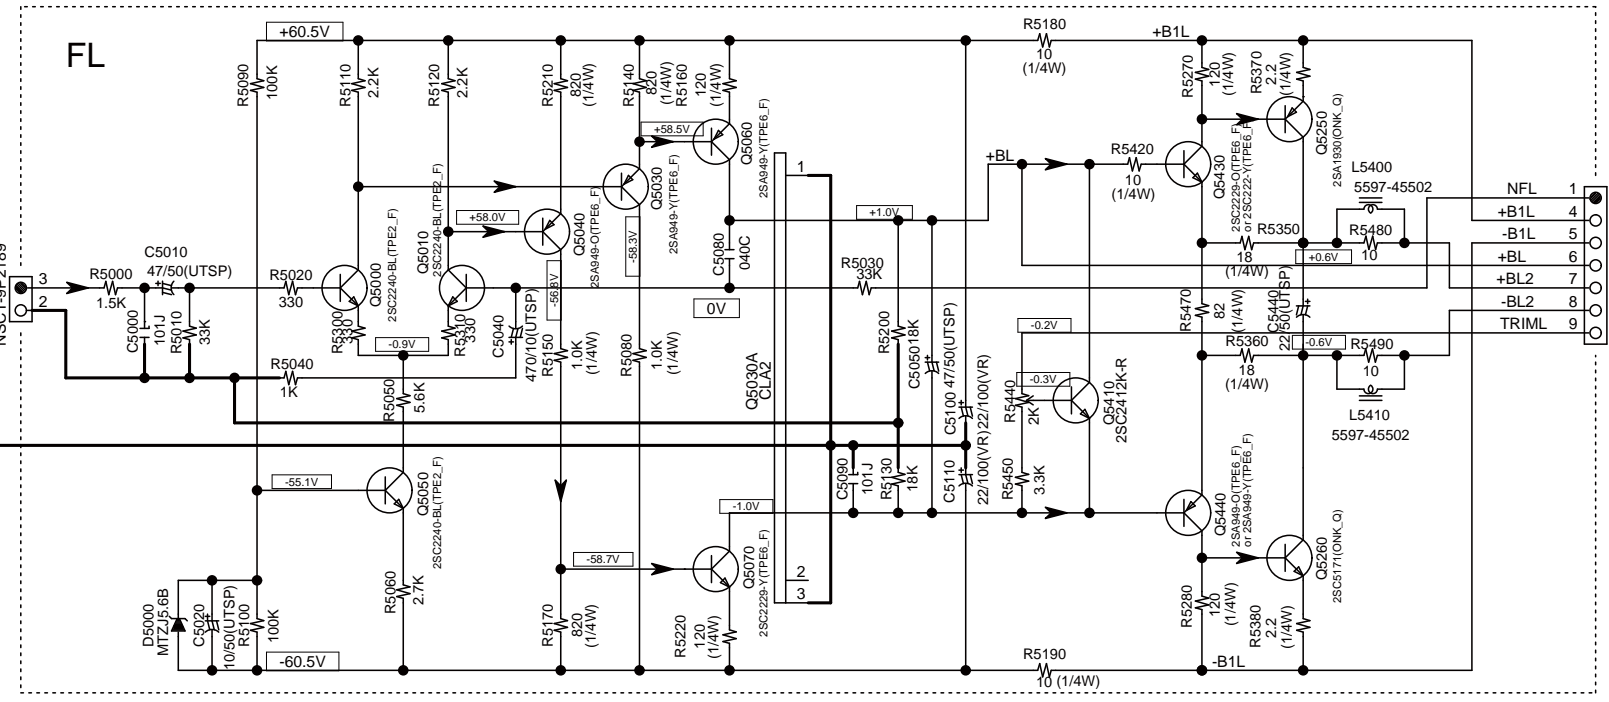 FL
+60.5V
R5090
100K
R5110
2.2K
R5120
2.2K
R5210
820
(1/4W)
R5140
820
(1/4W)
R5160
120
(1/4W)
R5180
10
(1/4W)
+B1L
R5270
120
(1/4W)
R5370
2.2
(1/4W)
+58.5V
Q5060
2SA949-Y(TPE6_F)
Q5250
2SA1930(ONK_Q)
+BL
R5420
10
(1/4W)
Q5430
2SC2229-O(TPE6_F)
or 2SC222-Y(TPE6_F)
L5400
5597-45502
NFL 1
+B1L 4
-B1L 5
+BL 6
+BL2 7
-BL2 8
TRIML 9
Q5030
2SA949-Y(TPE6_F)
-58.3V
+58.0V
Q5040
2SA949-O(TPE6_F)
-56.8V
Q5010
2SC2240-BL(TPE2_F)
Q5000
2SC2240-BL(TPE2_F)
1
+1.0V
C5080
040C
R5350
18
(1/4W)
R5480
10
+0.6V
NSCT-9P2189
3
2
C5010
47/50(UTSP)
R5000
1.5K
C5000
101J
R5010
33K
R5020
330
R5030
33K
0V
R5300
330
R5310
330
-0.9V
C5040
470/10(UTSP)
R5150
1.0K
(1/4W)
R5080
1.0K
(1/4W)
R5200
18K
C5050
47/50(UTSP)
C5100
22/100(VR)
-0.2V
R5470
82
(1/4W)
C5440
22/50(UTSP)
-0.6V
R5360
18
(1/4W)
R5490
10
L5410
5597-45502
R5040
1K
R5050
5.6K
Q5030A
CLA2
-0.3V
R5440
2K
Q5410
2SC2412K-R
-55.1V
Q5050
2SC2240-BL(TPE2_F)
C5090
101J
R5130
18K
C5110
22/100(VR)
R5450
3.3K
-1.0V
Q5440
2SA949-O(TPE6_F)
or 2SA949-Y(TPE6_F)
Q5260
2SC5171(ONK_Q)
-58.7V
Q5070
2SC2229-Y(TPE6_F)
2
3
D5000
MTZJ5.6B
C5020
10/50(UTSP)
R5100
100K
R5060
2.7K
R5170
820
(1/4W)
R5220
120
(1/4W)
R5280
120
(1/4W)
R5380
2.2
(1/4W)
-60.5V
R5190
10 (1/4W)
-B1L